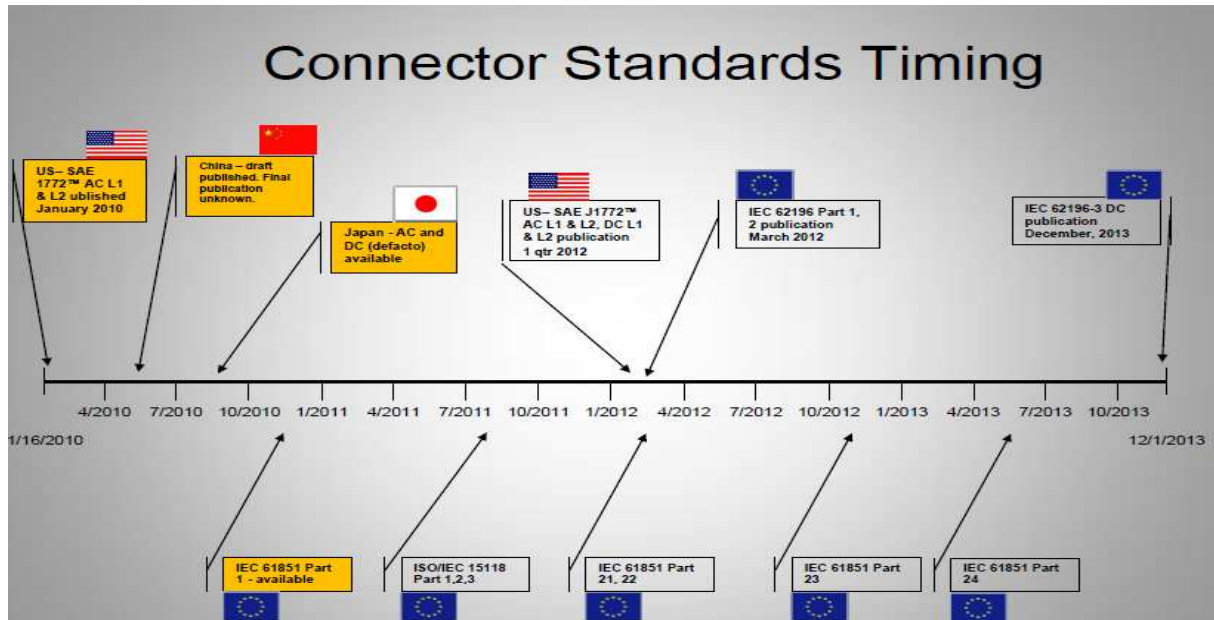 Connector Standards Timing
US– SAE
1772™ AC L1
& L2 ublished
January 2010
China – draft
published. Final
publication
unknown.
Japan - AC and
DC (defacto)
available
US– SAE J1772™
AC L1 & L2, DC L1
& L2 publication
1 qtr 2012
IEC 62196 Part 1,
2 publication
March 2012
IEC 62196-3 DC
publication
December, 2013
4/2010 7/2010 10/2010 1/2011 4/2011 7/2011 10/2011 1/2012 4/2012 7/2012 10/2012 1/2013 4/2013 7/2013 10/2013
1/16/2010 12/1/2013
IEC 61851 Part
1 - available
ISO/IEC 15118
Part 1,2,3
IEC 61851 Part
21, 22
IEC 61851 Part
23
IEC 61851 Part
24